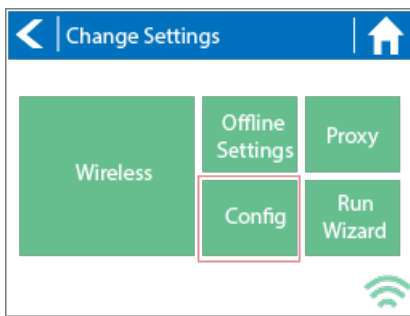 Change Settings
Wireless
Offline
Settings
Proxy
Config
Run
Wizard